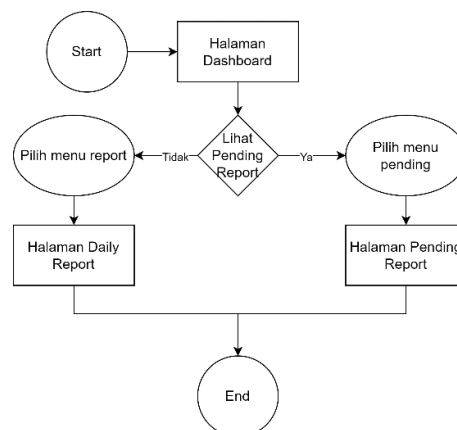 Start
Halaman
Dashboard
Lihat
Pending
Report
Tidak
Ya
Pilih menu report
Pilih menu
pending
Halaman Daily
Report
Halaman Pending
Report
End